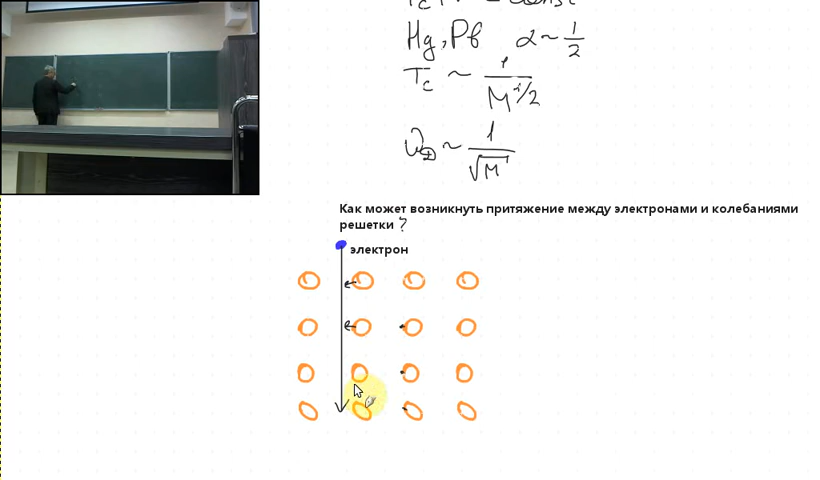 Hg, Pb α ~ 1/2
Tc ~ 1/M^1/2
ω_D ~ 1/√M
Как может возникнуть притяжение между электронами и колебаниями
решетки ?
электрон